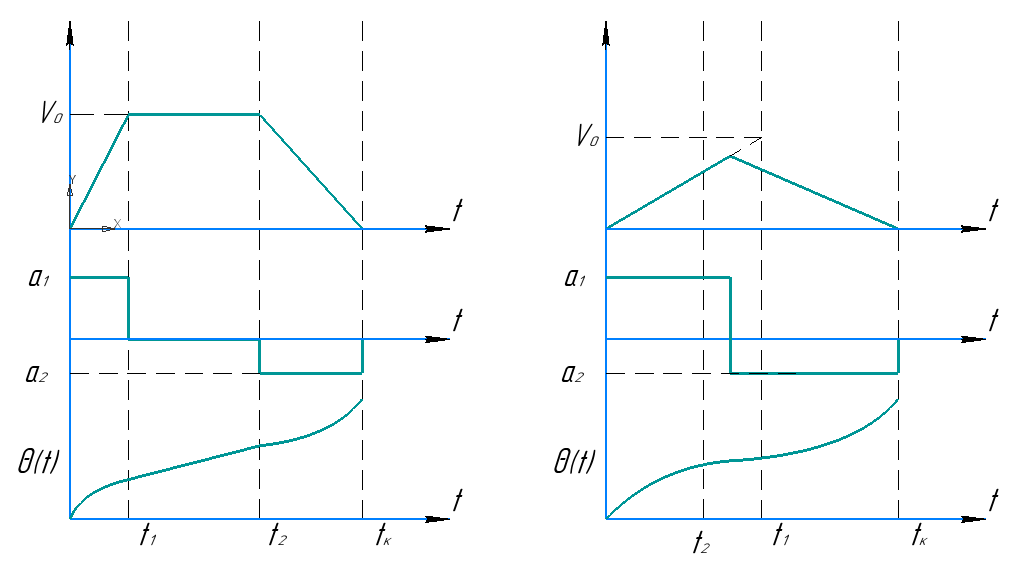 V₀
Y
X
t
a₁
t
a₂
θ(t)
t
t₁
t₂
tₖ
V₀
t
a₁
t
a₂
θ(t)
t
t₂
t₁
tₖ